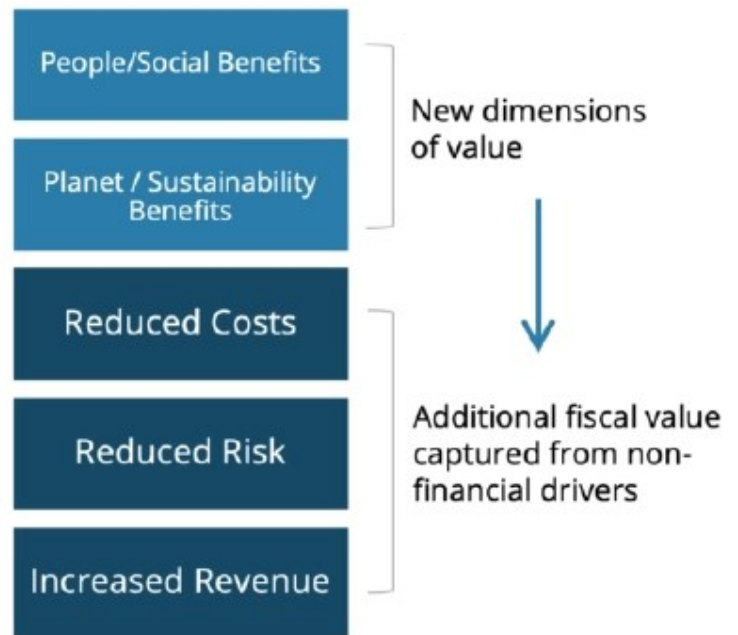 People/Social Benefits
Planet / Sustainability
Benefits
Reduced Costs
Reduced Risk
Increased Revenue
New dimensions
of value
Additional fiscal value
captured from non-
financial drivers